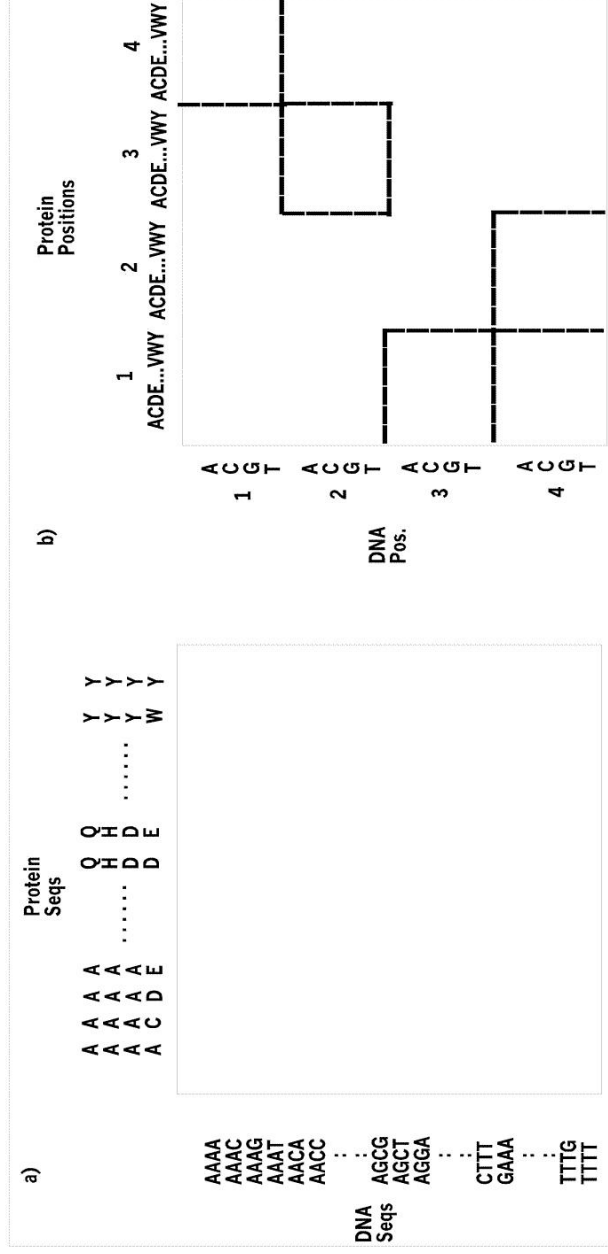 a)
Protein
Seqs
A A A A Q Q Y Y
A A A A H H Y Y
A A A A ...... D D ...... Y Y
A C D E D E W Y
DNA
Seqs
AAAA
AAAC
AAAG
AAAT
AACA
AACC
: :
AGCG
AGCT
AGGA
: :
CTTT
GAAA
: :
TTTG
TTTT
b)
Protein
Positions
1 2 3 4
ACDE...VWY ACDE...VWY ACDE...VWY ACDE...VWY
DNA
Pos.
1
A
C
G
T
2
A
C
G
T
3
A
C
G
T
4
A
C
G
T